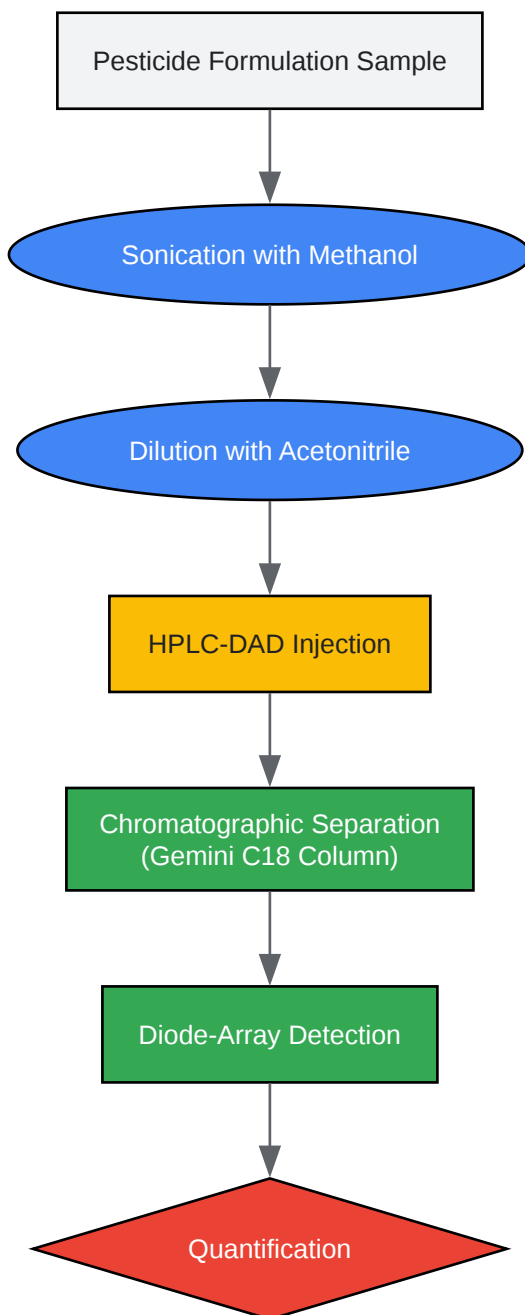 Pesticide Formulation Sample
Sonication with Methanol
Dilution with Acetonitrile
HPLC-DAD Injection
Chromatographic Separation
(Gemini C18 Column)
Diode-Array Detection
Quantification